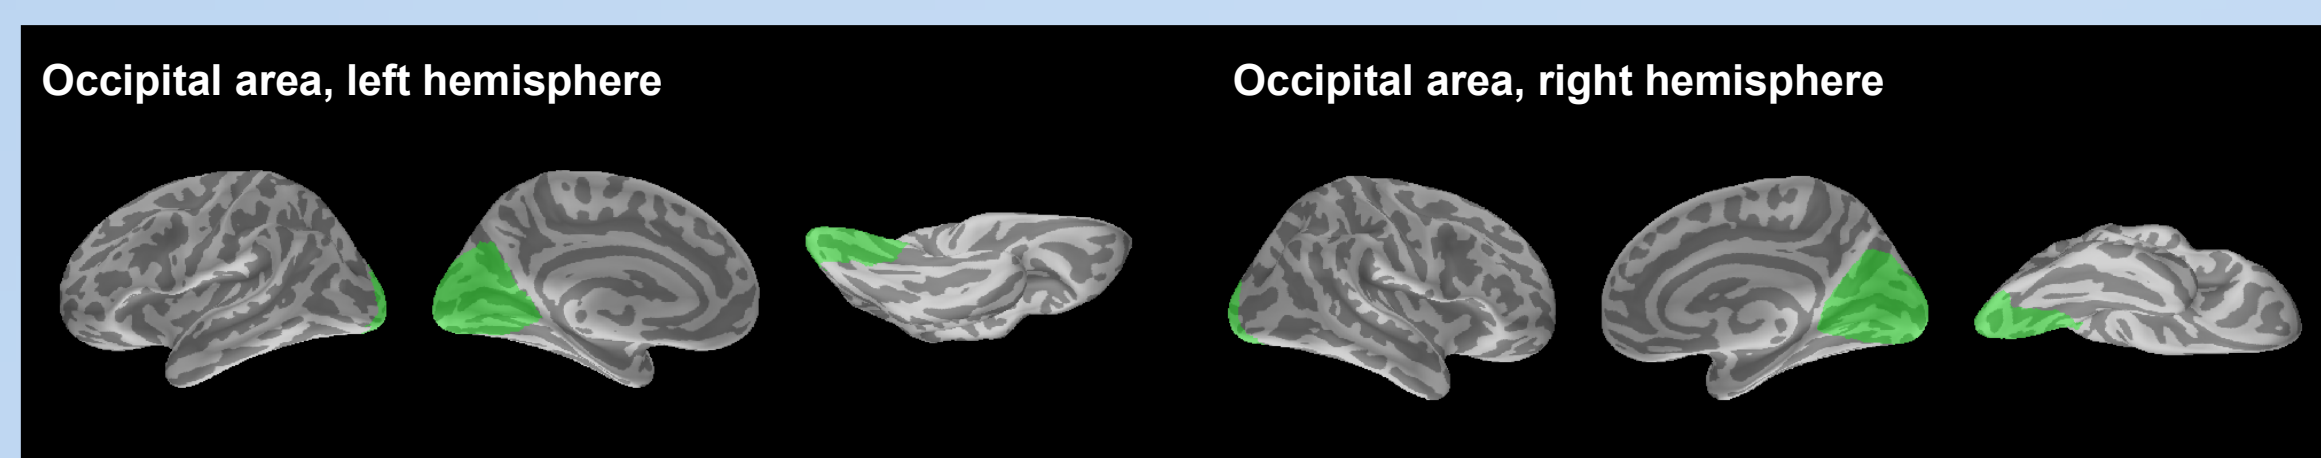 Occipital area, left hemisphere
Occipital area, right hemisphere